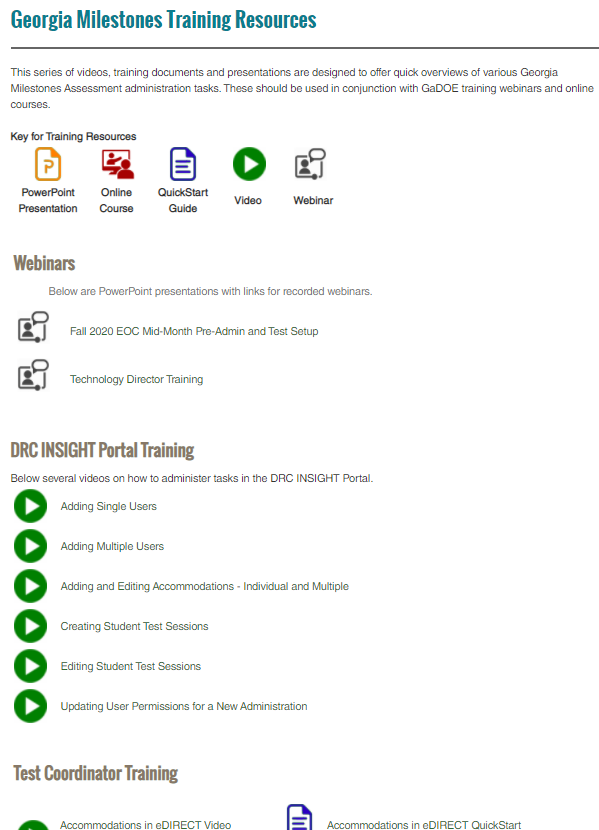 Georgia Milestones Training Resources
This series of videos, training documents and presentations are designed to offer quick overviews of various Georgia
Milestones Assessment administration tasks. These should be used in conjunction with GaDOE training webinars and online
courses.
Key for Training Resources
PowerPoint Presentation
Online Course
QuickStart Guide
Video
Webinar
Webinars
Below are PowerPoint presentations with links for recorded webinars.
Fall 2020 EOC Mid-Month Pre-Admin and Test Setup
Technology Director Training
DRC INSIGHT Portal Training
Below several videos on how to administer tasks in the DRC INSIGHT Portal.
Adding Single Users
Adding Multiple Users
Adding and Editing Accommodations - Individual and Multiple
Creating Student Test Sessions
Editing Student Test Sessions
Updating User Permissions for a New Administration
Test Coordinator Training
Accommodations in eDIRECT Video
Accommodations in eDIRECT QuickStart